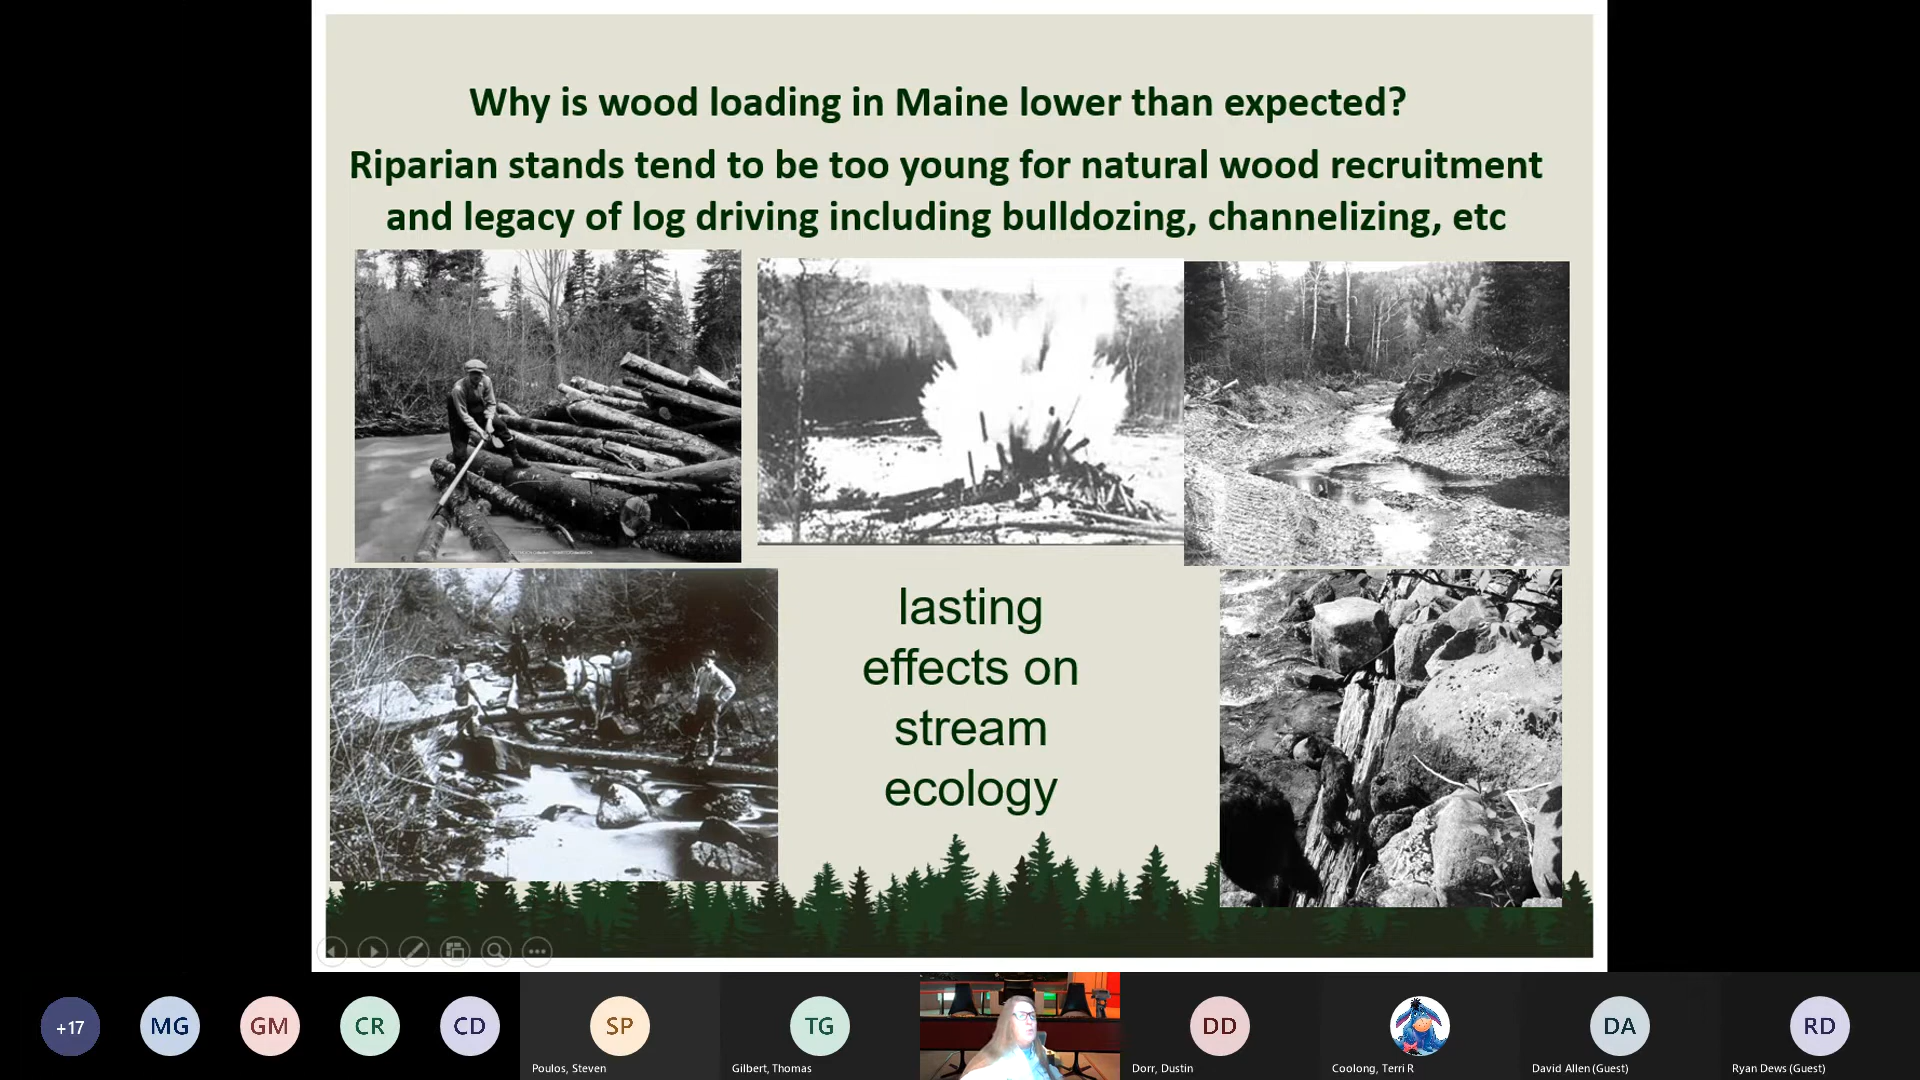 Why is wood loading in Maine lower than expected?
Riparian stands tend to be too young for natural wood recruitment
and legacy of log driving including bulldozing, channelizing, etc
lasting
effects on
stream
ecology
+17
MG
GM
CR
CD
SP
TG
DD
DA
RD
Poulos, Steven
Gilbert, Thomas
Dorr, Dustin
Coolong, Terri R
David Allen (Guest)
Ryan Dews (Guest)